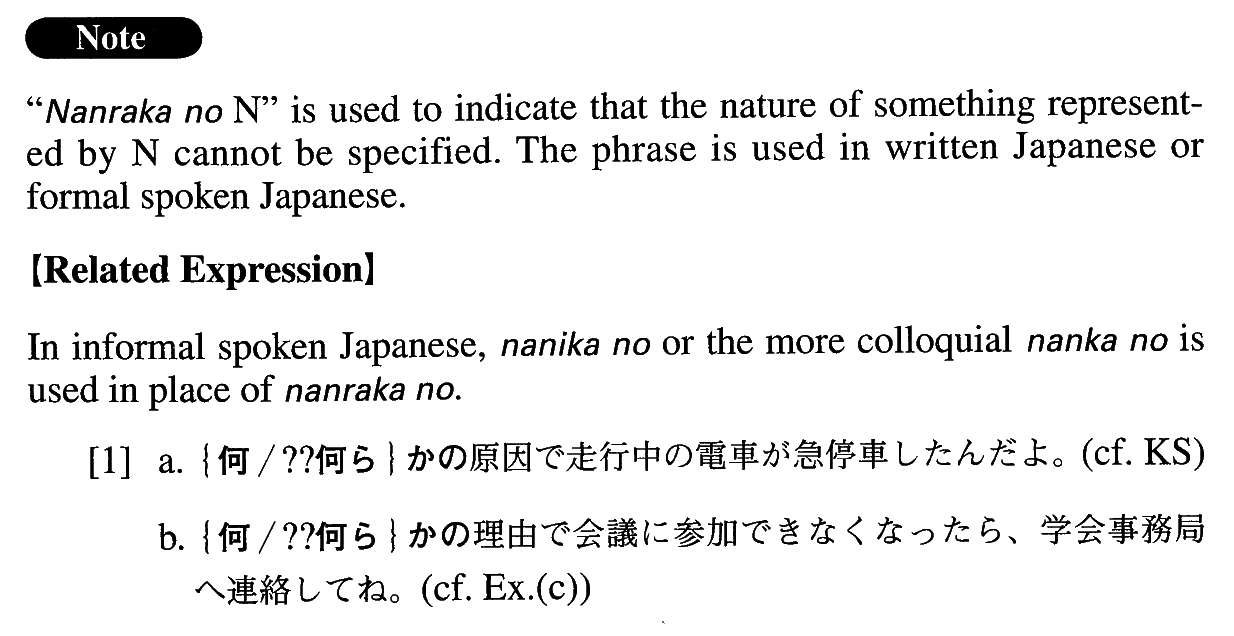 Note
“Nanraka no N” is used to indicate that the nature of something represent-
ed by N cannot be specified. The phrase is used in written Japanese or
formal spoken Japanese.
【Related Expression】
In informal spoken Japanese, nanika no or the more colloquial nanka no is
used in place of nanraka no.
[1] a. {何/??何ら}かの原因で走行中の電車が急停車したんだよ。(cf. KS)
b. {何/??何ら}かの理由で会議に参加できなくなったら、学会事務局
へ連絡してね。(cf. Ex.(c))